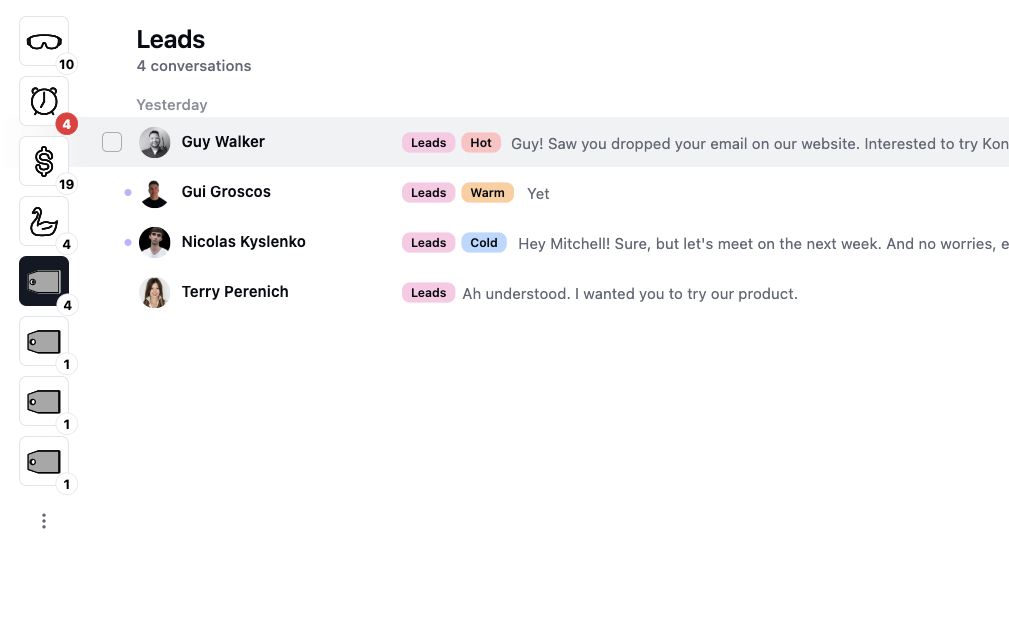 Leads
4 conversations
10
Yesterday
4
Guy Walker Leads Hot Guy! Saw you dropped your email on our website. Interested to try Kon
19
Gui Groscos Leads Warm Yet
4
Nicolas Kyslenko Leads Cold Hey Mitchell! Sure, but let's meet on the next week. And no worries, e
4
Terry Perenich Leads Ah understood. I wanted you to try our product.
1
1
1